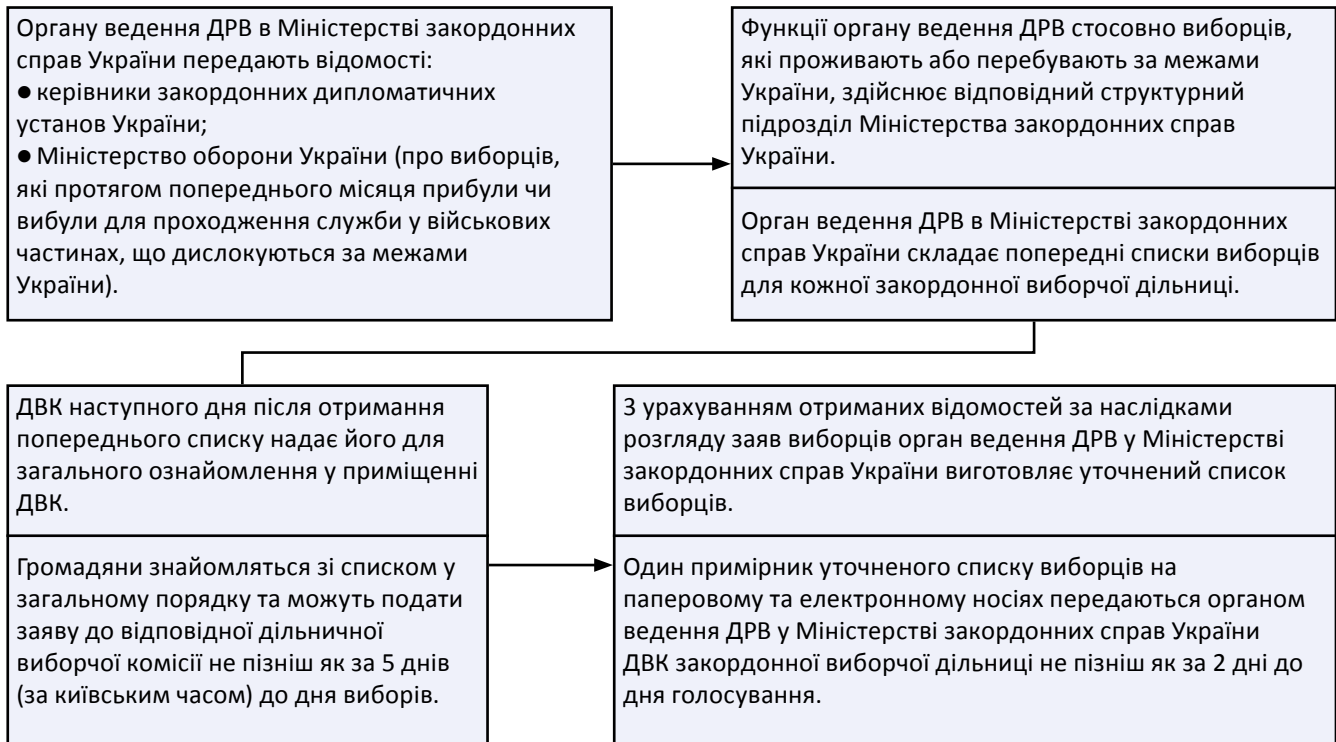 Органу ведення ДРВ в Міністерстві закордонних
справ України передають відомості:
● керівники закордонних дипломатичних
установ України;
● Міністерство оборони України (про виборців,
які протягом попереднього місяця прибули чи
вибули для проходження служби у військових
частинах, що дислокуються за межами
України).
Функції органу ведення ДРВ стосовно виборців,
які проживають або перебувають за межами
України, здійснює відповідний структурний
підрозділ Міністерства закордонних справ
України.
Орган ведення ДРВ в Міністерстві закордонних
справ України складає попередні списки виборців
для кожної закордонної виборчої дільниці.
ДВК наступного дня після отримання
попереднього списку надає його для
загального ознайомлення у приміщенні
ДВК.
Громадяни знайомляться зі списком у
загальному порядку та можуть подати
заяву до відповідної дільничної
виборчої комісії не пізніш як за 5 днів
(за київським часом) до дня виборів.
З урахуванням отриманих відомостей за наслідками
розгляду заяв виборців орган ведення ДРВ у Міністерстві
закордонних справ України виготовляє уточнений список
виборців.
Один примірник уточненого списку виборців на
паперовому та електронному носіях передаються органом
ведення ДРВ у Міністерстві закордонних справ України
ДВК закордонної виборчої дільниці не пізніш як за 2 дні до
дня голосування.